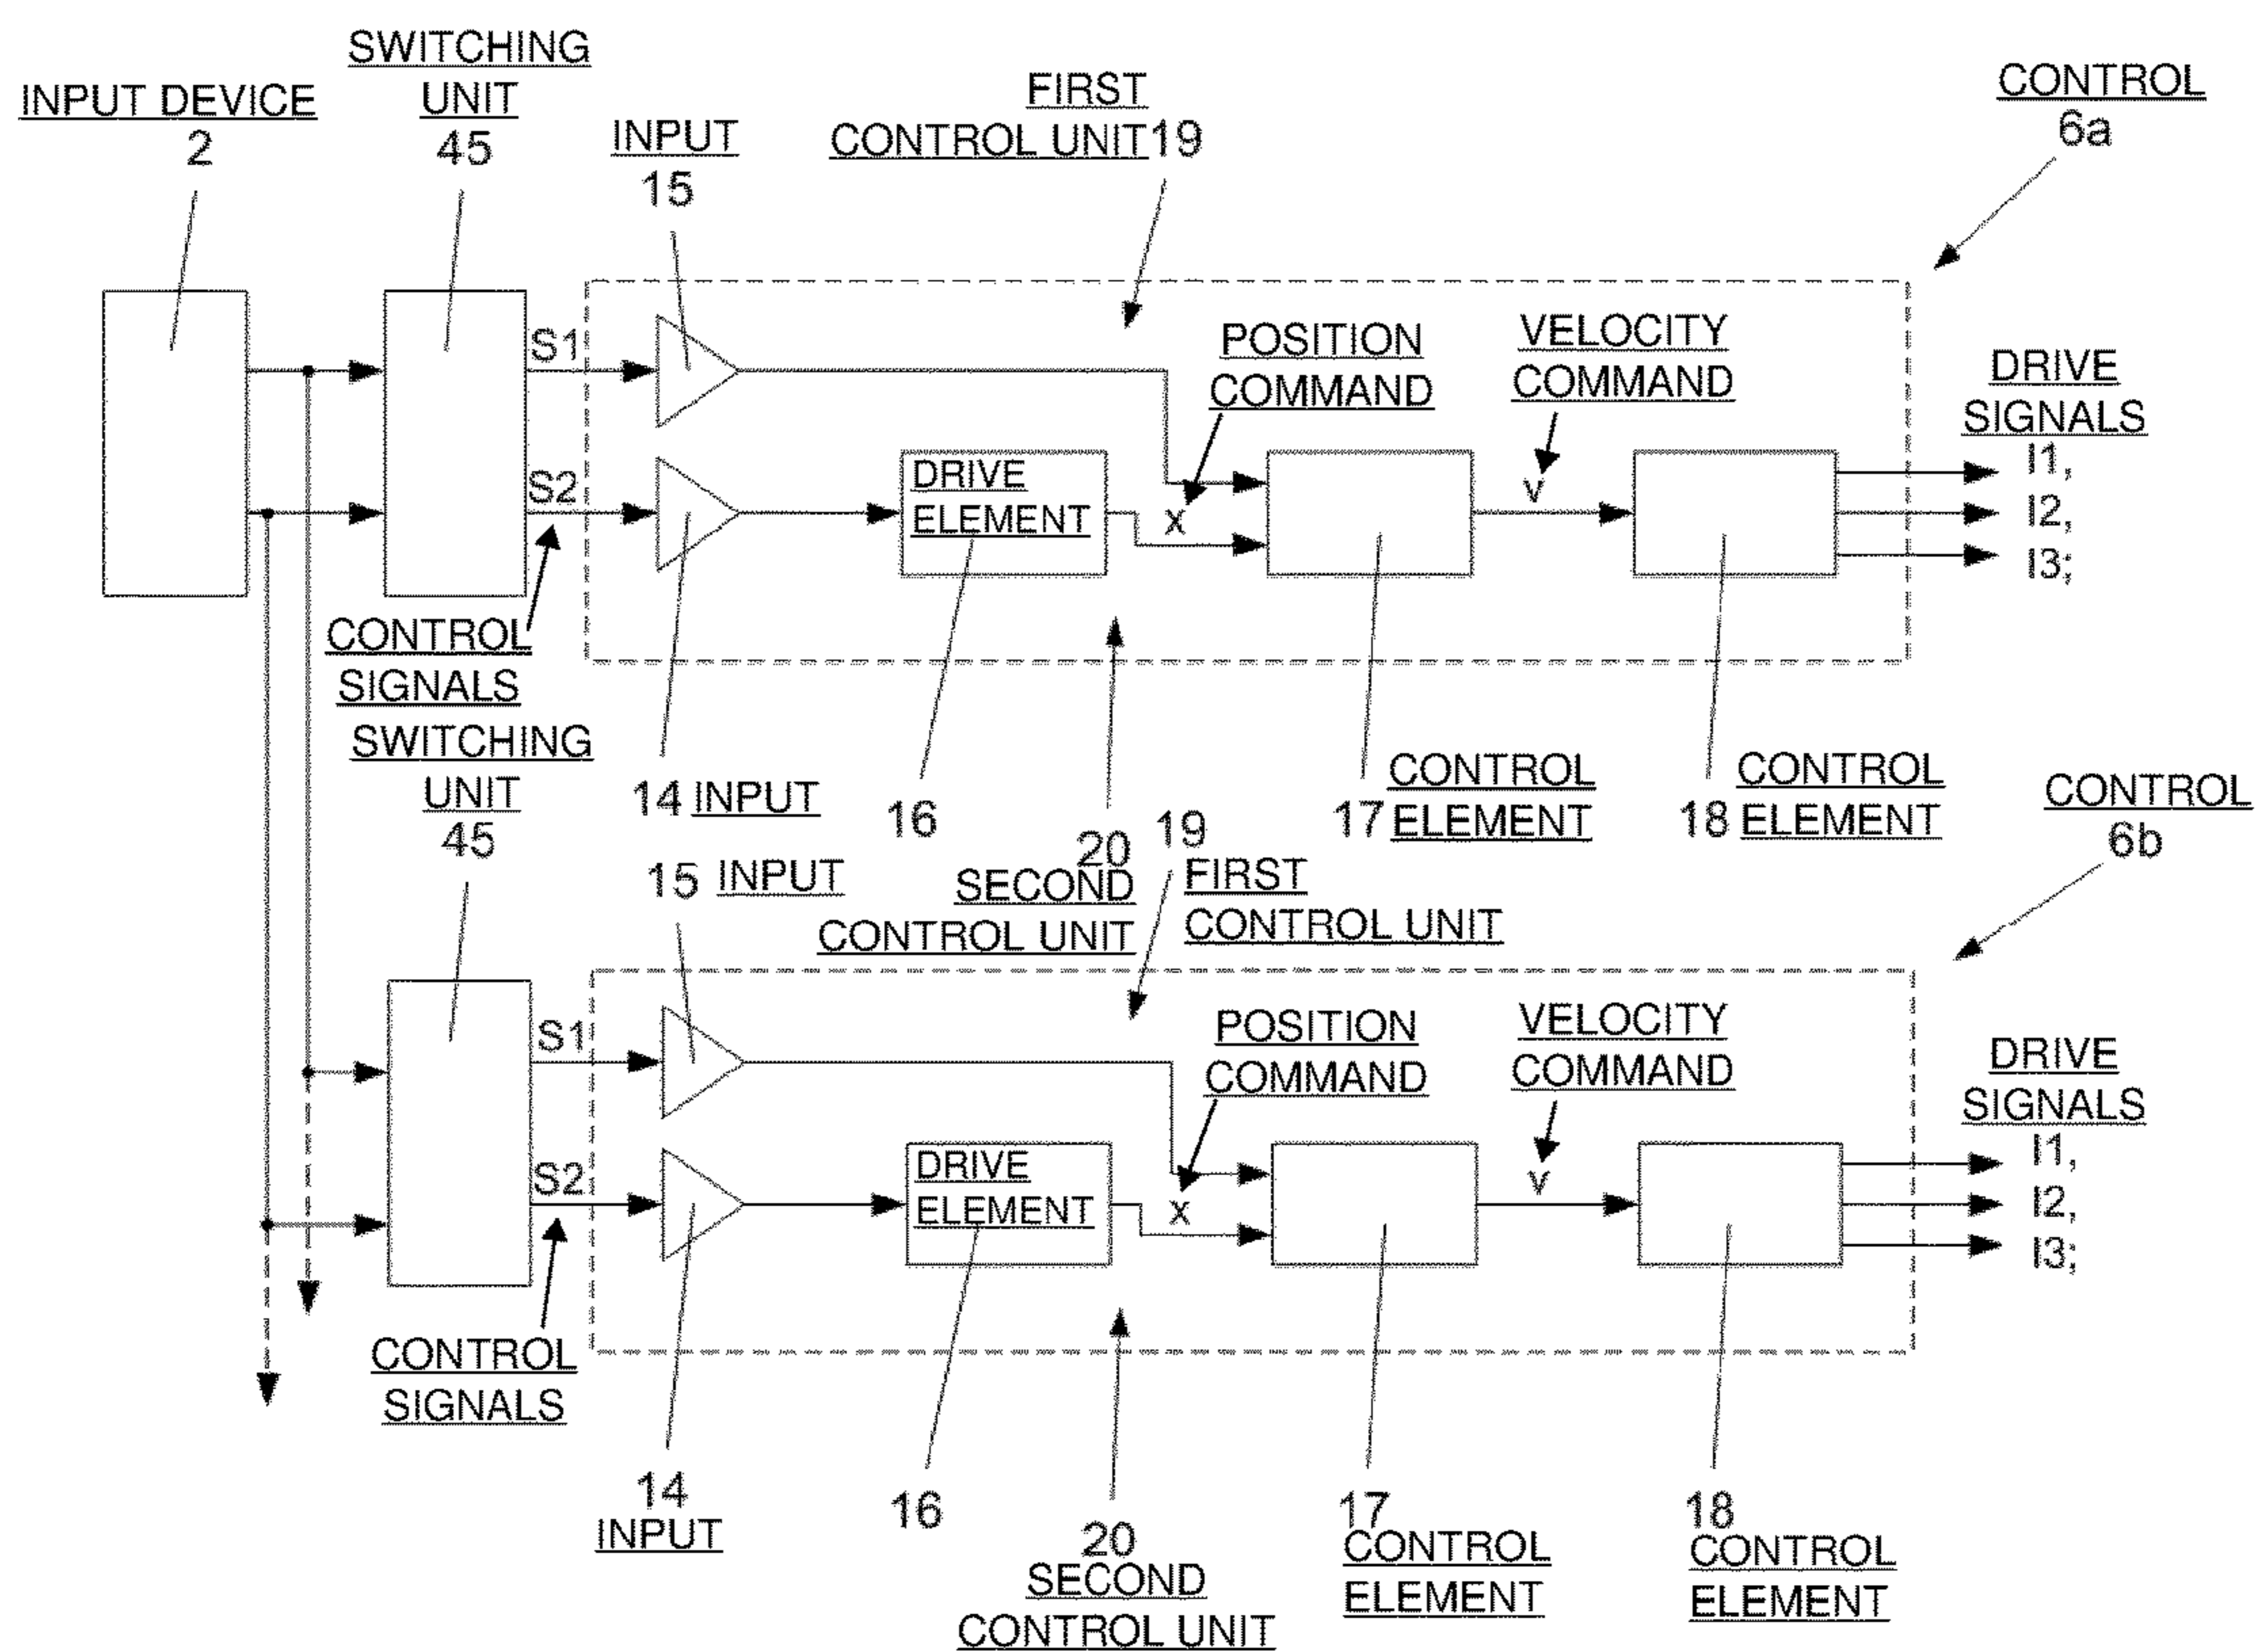 SWITCHING
UNIT
45
INPUT DEVICE
2
INPUT
15
FIRST
CONTROL UNIT 19
CONTROL
6a
S1
S2
POSITION
COMMAND
x
VELOCITY
COMMAND
v
DRIVE
SIGNALS
I1,
I2,
I3;
DRIVE
ELEMENT
CONTROL
SIGNALS
14 INPUT
16
20
SECOND
CONTROL UNIT
17 CONTROL
ELEMENT
18 CONTROL
ELEMENT
SWITCHING
UNIT
45
15 INPUT
19
FIRST
CONTROL UNIT
CONTROL
6b
S1
S2
POSITION
COMMAND
x
VELOCITY
COMMAND
v
DRIVE
SIGNALS
I1,
I2,
I3;
DRIVE
ELEMENT
CONTROL
SIGNALS
14
INPUT
16
20
SECOND
CONTROL UNIT
17
CONTROL
ELEMENT
18
CONTROL
ELEMENT